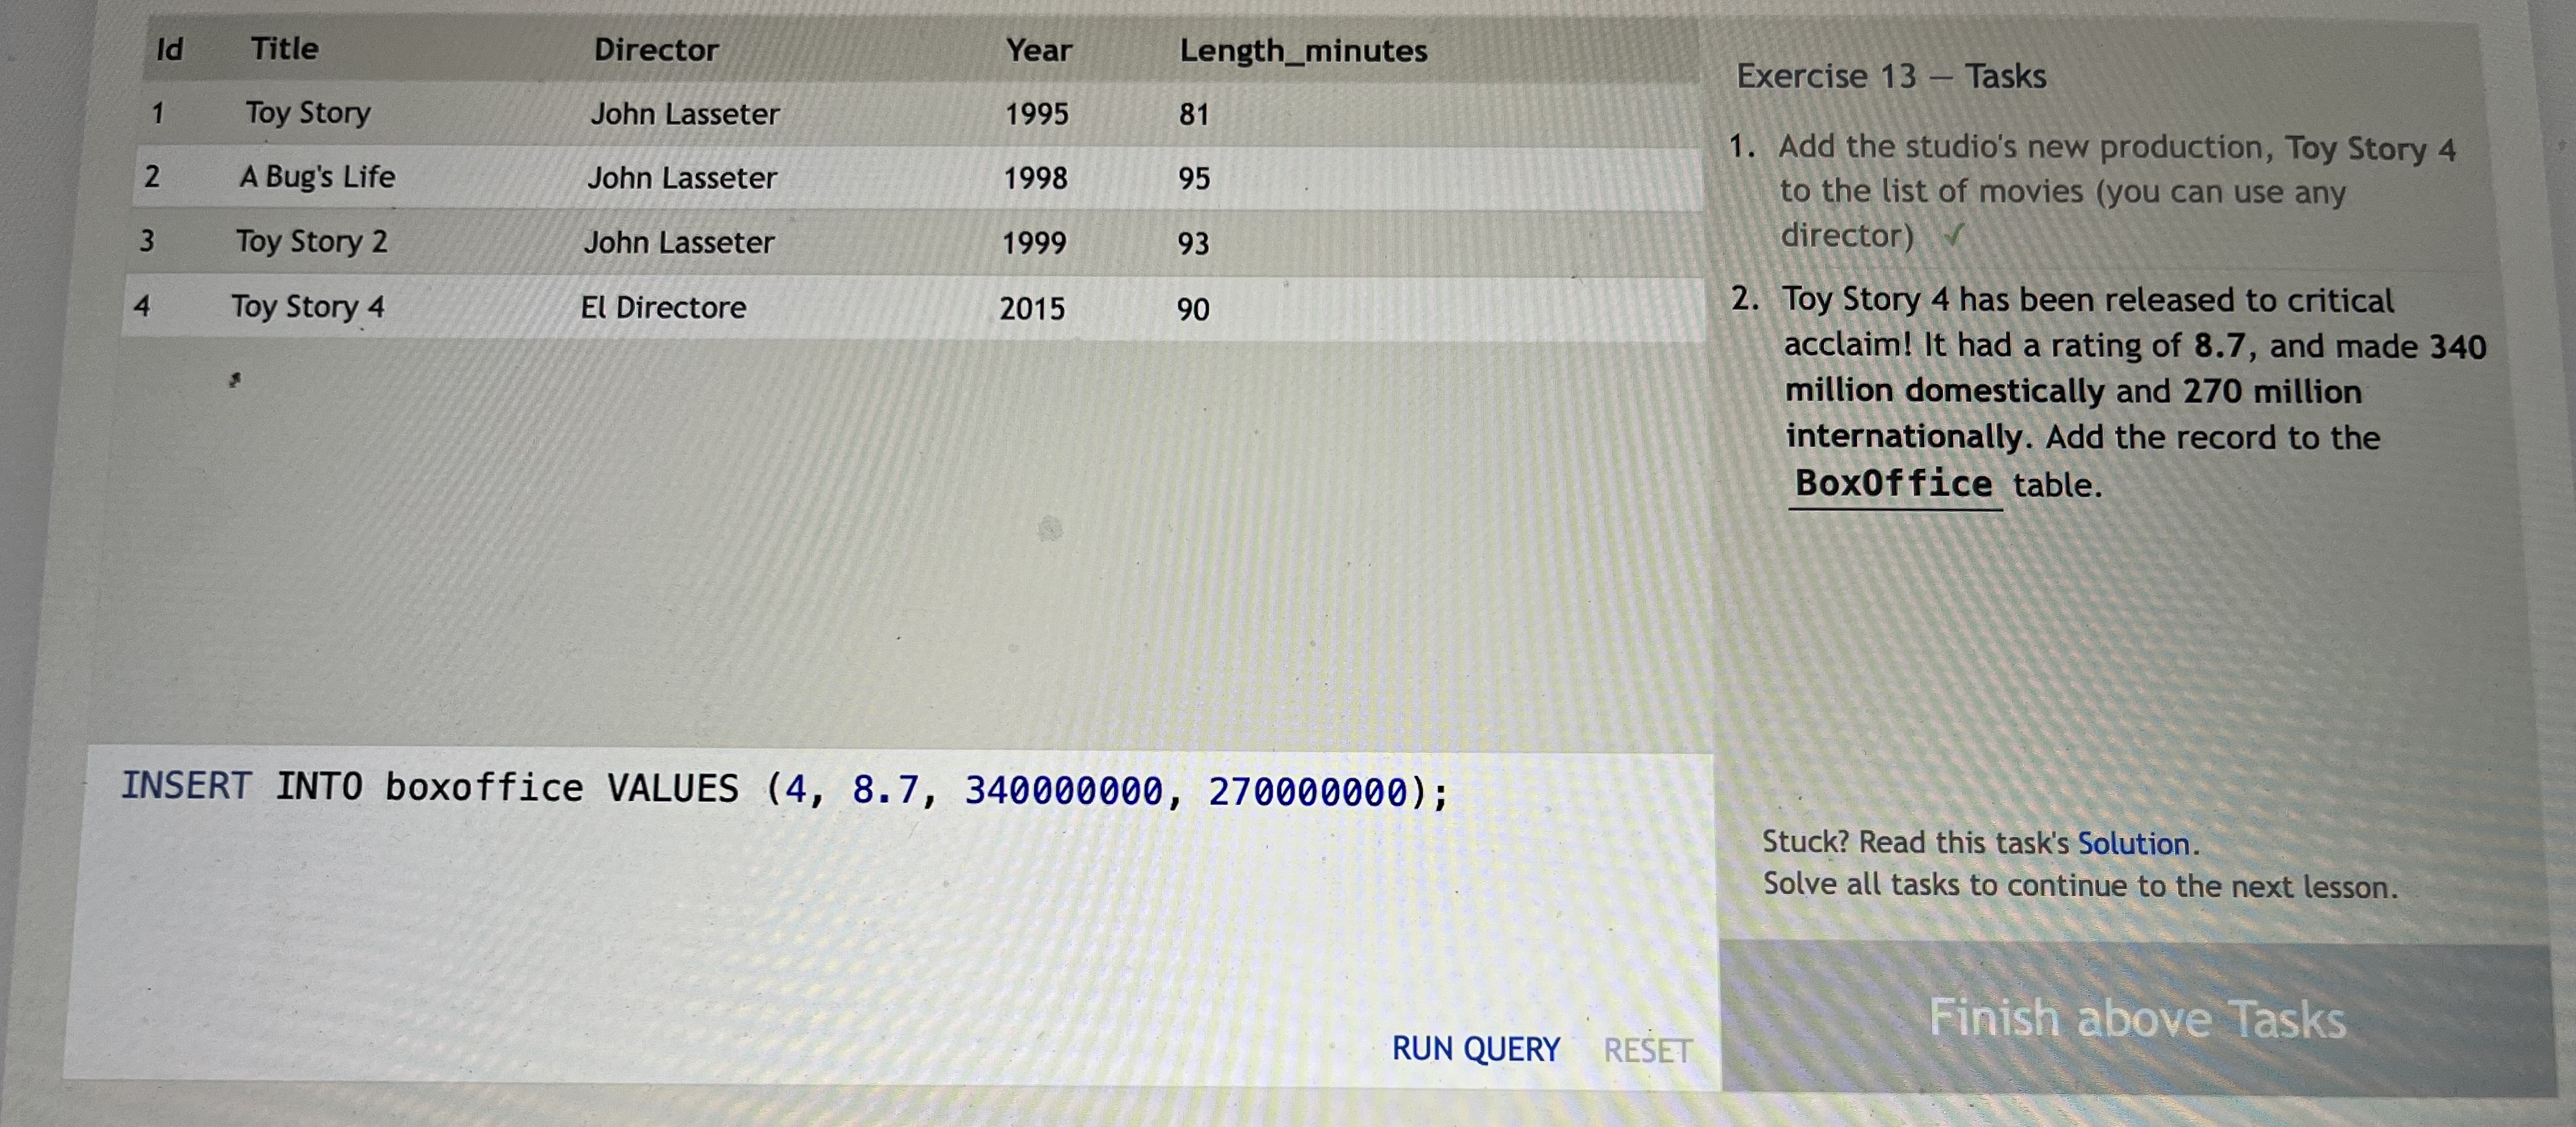 Id Title Director Year Length_minutes
1 Toy Story John Lasseter 1995 81
2 A Bug's Life John Lasseter 1998 95
3 Toy Story 2 John Lasseter 1999 93
4 Toy Story 4 El Directore 2015 90
INSERT INTO boxoffice VALUES (4, 8.7, 340000000, 270000000);
RUN QUERY RESET
Exercise 13 — Tasks
1. Add the studio's new production, Toy Story 4
to the list of movies (you can use any
director) ✓
2. Toy Story 4 has been released to critical
acclaim! It had a rating of 8.7, and made 340
million domestically and 270 million
internationally. Add the record to the
BoxOffice table.
Stuck? Read this task's Solution.
Solve all tasks to continue to the next lesson.
Finish above Tasks